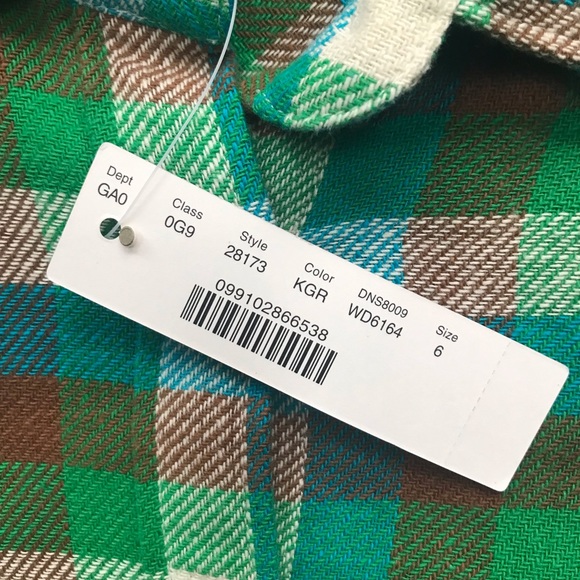 Dept Class Style Color DNS8009 Size
GA0 0G9 28173 KGR WD6164 6
099102866538